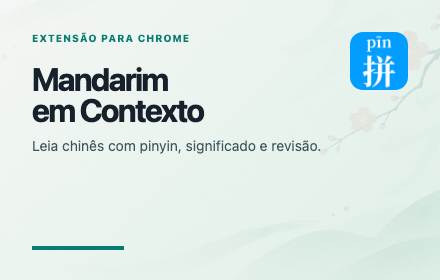 EXTENSÃO PARA CHROME
pīn
拼
Mandarim
em Contexto
Leia chinês com pinyin, significado e revisão.